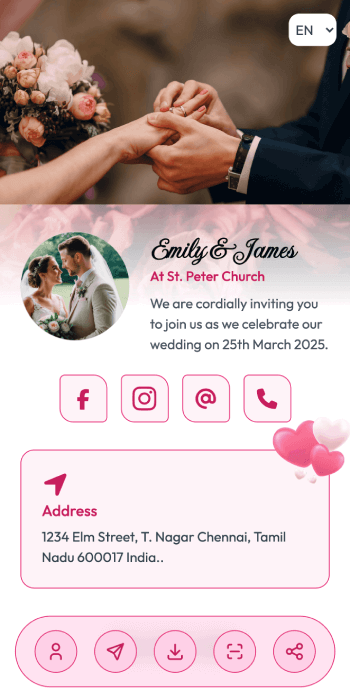 EN
Emily & James
At St. Peter Church
We are cordially inviting you
to join us as we celebrate our
wedding on 25th March 2025.
Address
1234 Elm Street, T. Nagar Chennai, Tamil
Nadu 600017 India..